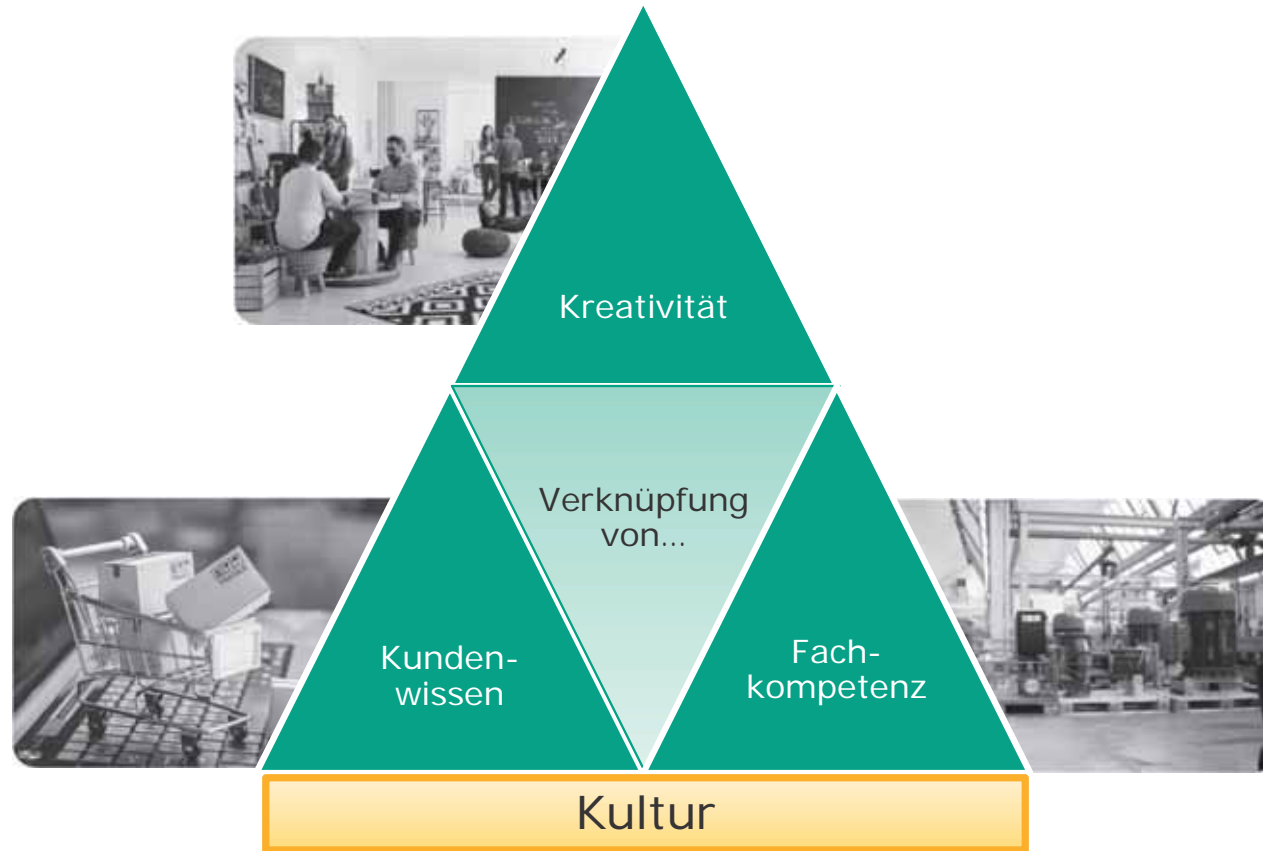 Kreativität
Verknüpfung
von...
Kunden-
wissen
Fach-
kompetenz
Kultur